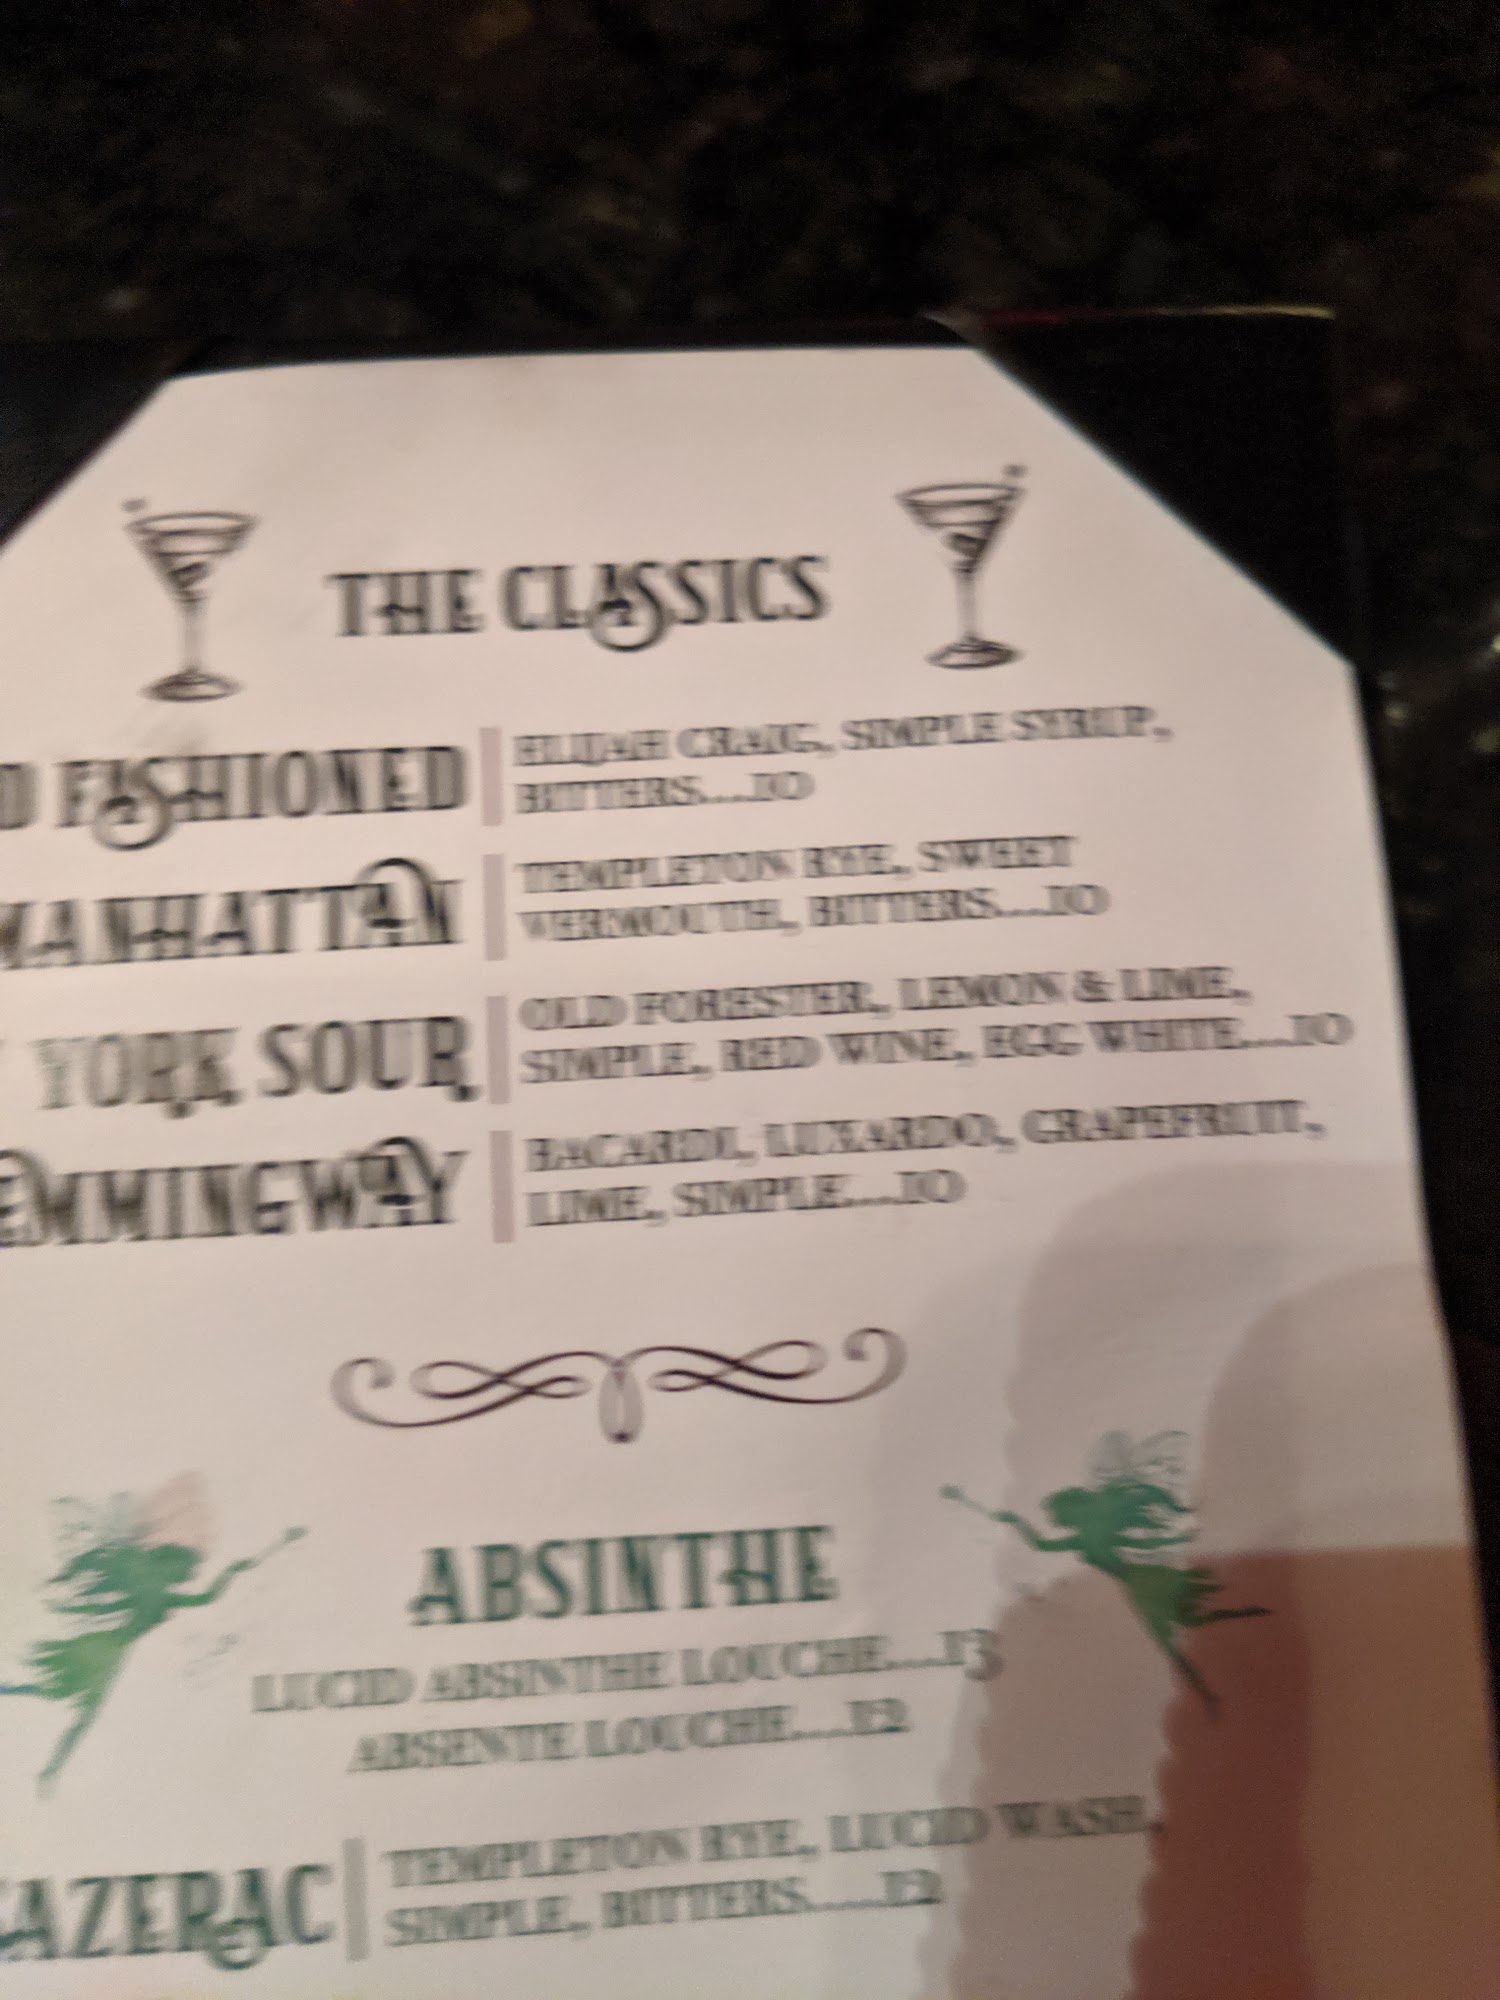 THE CLASSICS
D FASHIONED
ELIJAH CRAIG, SIMPLE SYRUP,
BITTERS....10
MANHATTAN
TEMPLETON RYE, SWEET
VERMOUTH, BITTERS....10
YORK SOUR
OLD FORESTER, LEMON & LIME,
SIMPLE, RED WINE, EGG WHITE....10
EMMINGWAY
BACARDI, LUXARDO, GRAPEFRUIT,
LIME, SIMPLE....10
ABSINTHE
LUCID ABSINTHE LOUCHE....13
ABSENTE LOUCHE....12
SAZERAC
TEMPLETON RYE, LUCID WASH,
SIMPLE, BITTERS.....12